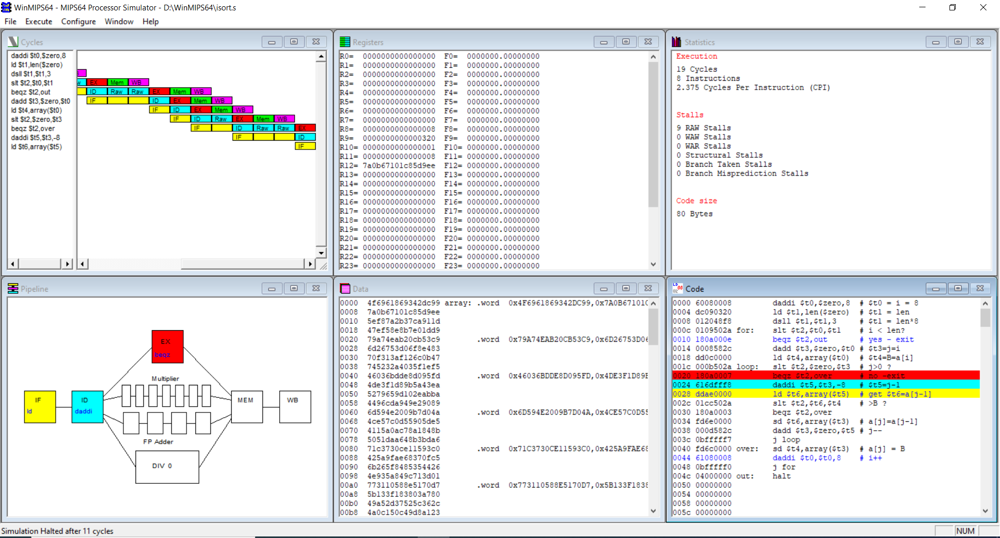 WinMIPS64 - MIPS64 Processor Simulator - D:\WinMIPS64\isort.s
File Execute Configure Window Help
Cycles
daddi $t0,$zero,8
ld $t1,len($zero)
dsll $t1,$t1,3
slt $t2,$t0,$t1
beqz $t2,out
dadd $t3,$zero,$t0
ld $t4,array($t0)
slt $t2,$zero,$t3
beqz $t2,over
daddi $t5,$t3,-8
ld $t6,array($t5)
EX Mem WB
ID Raw Raw EX Mem WB
IF ID EX Mem WB
IF ID EX Mem WB
IF ID Raw EX Mem WB
IF ID Raw Raw EX
IF ID
IF
Registers
R0= 0000000000000000 F0= 0000000.00000000
R1= 0000000000000000 F1= 0000000.00000000
R2= 0000000000000000 F2= 0000000.00000000
R3= 0000000000000000 F3= 0000000.00000000
R4= 0000000000000000 F4= 0000000.00000000
R5= 0000000000000000 F5= 0000000.00000000
R6= 0000000000000000 F6= 0000000.00000000
R7= 0000000000000000 F7= 0000000.00000000
R8= 0000000000000008 F8= 0000000.00000000
R9= 0000000000000320 F9= 0000000.00000000
R10= 0000000000000001 F10= 0000000.00000000
R11= 0000000000000008 F11= 0000000.00000000
R12= 7a0b67101c85d9ee F12= 0000000.00000000
R13= 0000000000000000 F13= 0000000.00000000
R14= 0000000000000000 F14= 0000000.00000000
R15= 0000000000000000 F15= 0000000.00000000
R16= 0000000000000000 F16= 0000000.00000000
R17= 0000000000000000 F17= 0000000.00000000
R18= 0000000000000000 F18= 0000000.00000000
R19= 0000000000000000 F19= 0000000.00000000
R20= 0000000000000000 F20= 0000000.00000000
R21= 0000000000000000 F21= 0000000.00000000
R22= 0000000000000000 F22= 0000000.00000000
R23= 0000000000000000 F23= 0000000.00000000
Statistics
Execution
19 Cycles
8 Instructions
2.375 Cycles Per Instruction (CPI)
Stalls
9 RAW Stalls
0 WAW Stalls
0 WAR Stalls
0 Structural Stalls
0 Branch Taken Stalls
0 Branch Misprediction Stalls
Code size
80 Bytes
Pipeline
EX
beqz
Multiplier
IF
ld
ID
daddi
MEM
WB
FP Adder
DIV 0
Data
0000 4f6961869342dc99 array: .word 0x4F6961869342DC99,0x7A0B67101C
0008 7a0b67101c85d9ee
0010 5ef87a2b37ca911d
0018 47ef58e8b7e01dd9
0020 79a74eab20cb53c9 .word 0x79A74EAB20CB53C9,0x6D26753D06
0028 6d26753d06f8e483
0030 70f313af126c0b47
0038 745232a4035f1ef5
0040 46036bdde8d095fd .word 0x46036BDDE8D095FD,0x4DE3F1D89B
0048 4de3f1d89b5a43ea
0050 5279659d102eabba
0058 4496cda949e29089
0060 6d594e2009b7d04a .word 0x6D594E2009B7D04A,0x4CE57C0D55
0068 4ce57c0d55905de5
0070 4115a0ac78a1848b
0078 5051daa648b3bda6
0080 71c3730ce11593c0 .word 0x71C3730CE11593C0,0x425A9FAE68
0088 425a9fae68370fc5
0090 6b265f8485354426
0098 4e935a849c713d01
00a0 773110588e5170d7 .word 0x773110588E5170D7,0x5B133F1838
00a8 5b133f183803a780
00b0 49a52d37525c362c
00b8 4a0c150c49d8a123
Code
0000 60080008 daddi $t0,$zero,8 # $t0 = i = 8
0004 dc090320 ld $t1,len($zero) # $t1 = len
0008 012048f8 dsll $t1,$t1,3 # $t1 = len*8
000c 0109502a for: slt $t2,$t0,$t1 # i < len?
0010 180a000e beqz $t2,out # yes - exit
0014 0008582c dadd $t3,$zero,$t0 # $t3=j=i
0018 dd0c0000 ld $t4,array($t0) # $t4=B=a[i]
001c 000b502a loop: slt $t2,$zero,$t3 # j>0 ?
0020 180a0007 beqz $t2,over # no -exit
0024 616dfff8 daddi $t5,$t3,-8 # $t5=j-1
0028 ddae0000 ld $t6,array($t5) # get $t6=a[j-1]
002c 01cc502a slt $t2,$t6,$t4 # >B ?
0030 180a0003 beqz $t2,over
0034 fd6e0000 sd $t6,array($t3) # a[j]=a[j-1]
0038 000d582c dadd $t3,$zero,$t5 # j--
003c 0bfffff7 j loop
0040 fd6c0000 over: sd $t4,array($t3) # a[j] = B
0044 61080008 daddi $t0,$t0,8 # i++
0048 0bfffff0 j for
004c 04000000 out: halt
0050 00000000
0054 00000000
0058 00000000
005c 00000000
Simulation Halted after 11 cycles
NUM